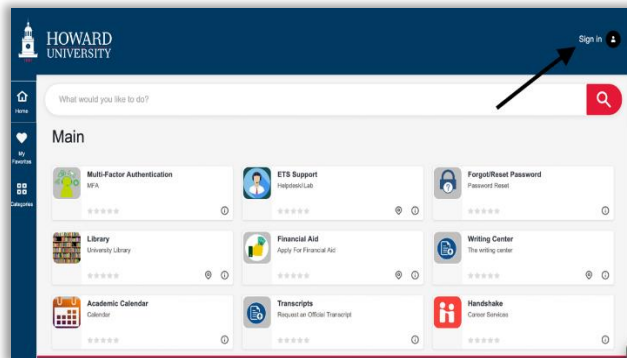 HOWARD
UNIVERSITY
Sign in
Home
My
Favorites
Categories
What would you like to do?
Main
Multi-Factor Authentication
MFA
ETS Support
Helpdesk/Lab
Forgot/Reset Password
Password Reset
Library
University Library
Financial Aid
Apply For Financial Aid
Writing Center
The writing center
Academic Calendar
Calendar
Transcripts
Request an Official Transcript
Handshake
Career Services